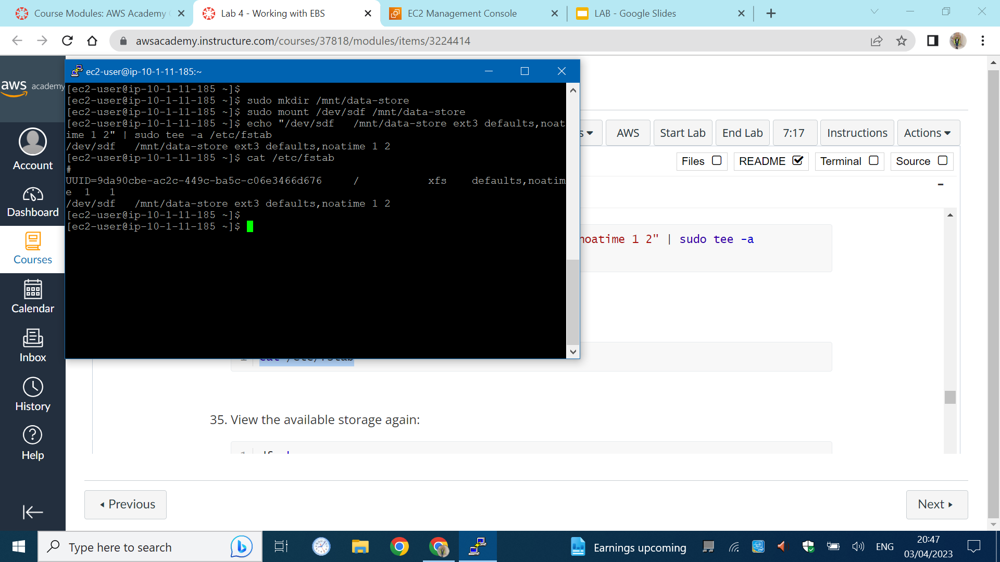 Course Modules: AWS Academy
Lab 4 - Working with EBS
EC2 Management Console
LAB - Google Slides
awsacademy.instructure.com/courses/37818/modules/items/3224414
aws academy
Account
Dashboard
Courses
Calendar
Inbox
History
Help
ec2-user@ip-10-1-11-185:~
[ec2-user@ip-10-1-11-185 ~]$
[ec2-user@ip-10-1-11-185 ~]$ sudo mkdir /mnt/data-store
[ec2-user@ip-10-1-11-185 ~]$ sudo mount /dev/sdf /mnt/data-store
[ec2-user@ip-10-1-11-185 ~]$ echo "/dev/sdf   /mnt/data-store ext3 defaults,noat
ime 1 2" | sudo tee -a /etc/fstab
/dev/sdf   /mnt/data-store ext3 defaults,noatime 1 2
[ec2-user@ip-10-1-11-185 ~]$ cat /etc/fstab
#
UUID=9da90cbe-ac2c-449c-ba5c-c06e3466d676     /           xfs    defaults,noatim
e  1   1
/dev/sdf   /mnt/data-store ext3 defaults,noatime 1 2
[ec2-user@ip-10-1-11-185 ~]$
[ec2-user@ip-10-1-11-185 ~]$
s
AWS
Start Lab
End Lab
7:17
Instructions
Actions
Files
README
Terminal
Source
noatime 1 2" | sudo tee -a
1 cat /etc/fstab
35. View the available storage again:
Previous
Next
Type here to search
Earnings upcoming
ENG
20:47
03/04/2023